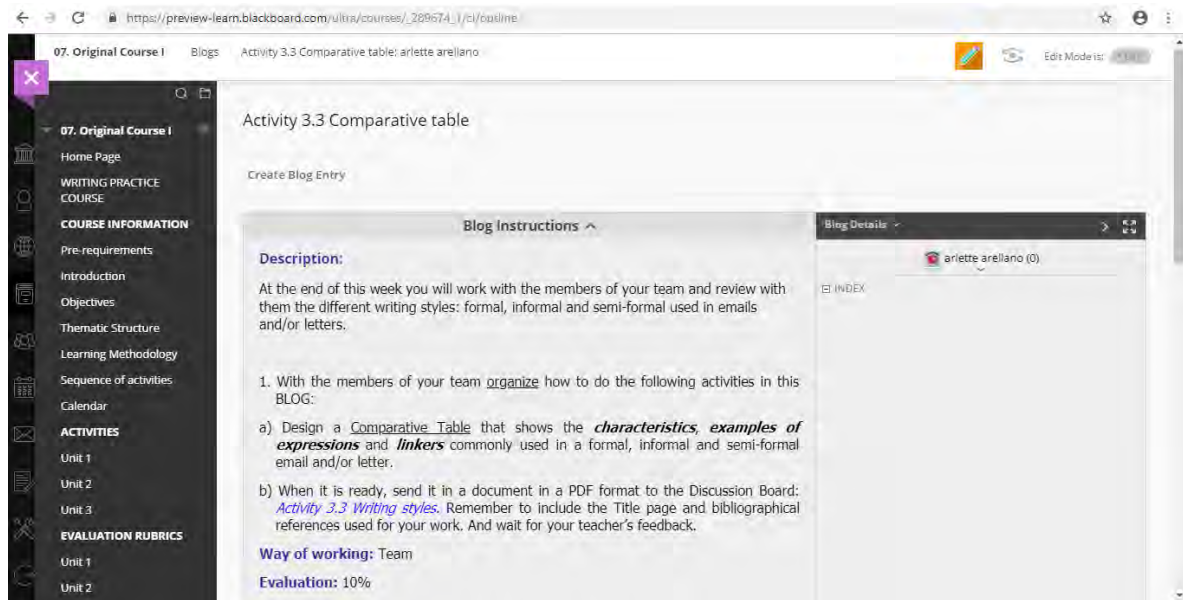 https://preview-learn.blackboard.com/ultra/courses/_289674_1/cl/outline
07. Original Course I Blogs Activity 3.3 Comparative table: arlette arellano
Edit Mode is:
07. Original Course I
Home Page
WRITING PRACTICE
COURSE
COURSE INFORMATION
Pre-requirements
Introduction
Objectives
Thematic Structure
Learning Methodology
Sequence of activities
Calendar
ACTIVITIES
Unit 1
Unit 2
Unit 3
EVALUATION RUBRICS
Unit 1
Unit 2
Activity 3.3 Comparative table
Create Blog Entry
Blog Instructions
Description:
At the end of this week you will work with the members of your team and review with
them the different writing styles: formal, informal and semi-formal used in emails
and/or letters.
1. With the members of your team organize how to do the following activities in this
BLOG:
a) Design a Comparative Table that shows the characteristics, examples of
expressions and linkers commonly used in a formal, informal and semi-formal
email and/or letter.
b) When it is ready, send it in a document in a PDF format to the Discussion Board:
Activity 3.3 Writing styles. Remember to include the Title page and bibliographical
references used for your work. And wait for your teacher's feedback.
Way of working: Team
Evaluation: 10%
Blog Details
arlette arellano (0)
INDEX